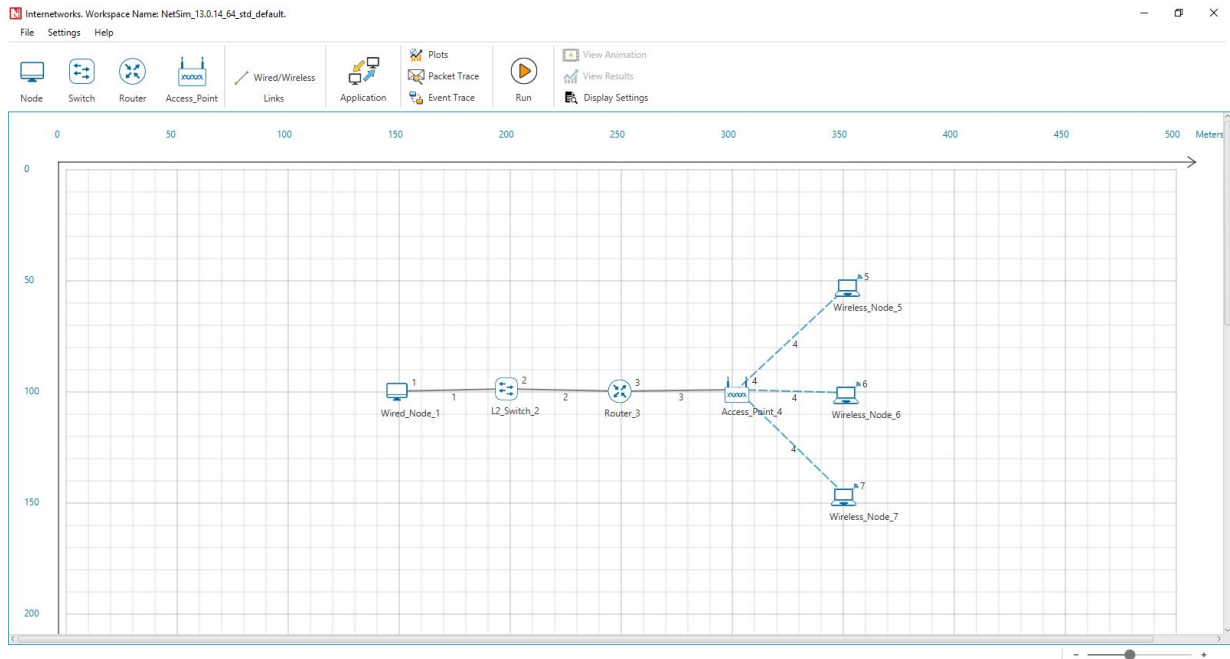 Internetworks. Workspace Name: NetSim_13.0.14_64_std_default.
File Settings Help
Node
Switch
Router
Access_Point
Wired/Wireless
Links
Application
Plots
Packet Trace
Event Trace
Run
View Animation
View Results
Display Settings
0 50 100 150 200 250 300 350 400 450 500 Meters
0
50
5
Wireless_Node_5
4
100
1
Wired_Node_1
1
2
L2_Switch_2
2
3
Router_3
3
4
Access_Point_4
4
6
Wireless_Node_6
4
150
7
Wireless_Node_7
200